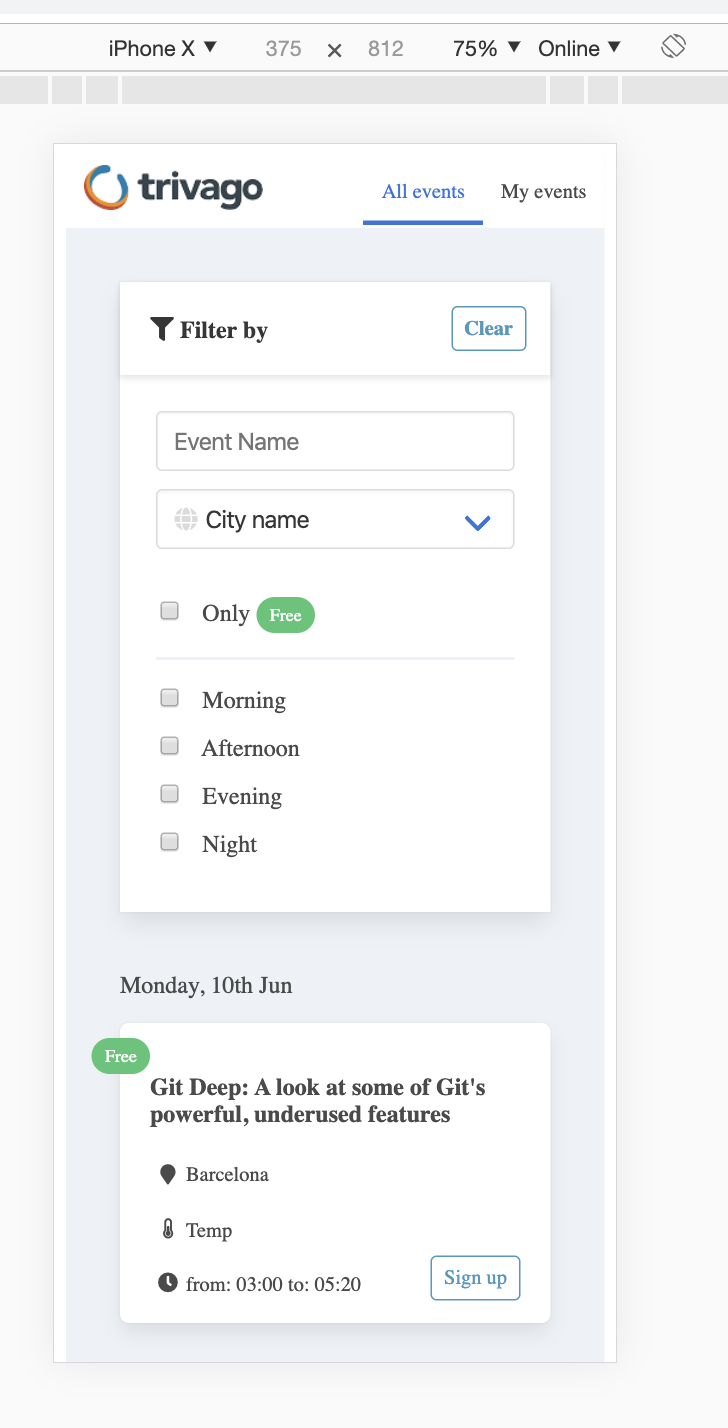 iPhone X 375 × 812 75% Online
trivago All events My events
Filter by Clear
Event Name
City name
Only Free
Morning
Afternoon
Evening
Night
Monday, 10th Jun
Free
Git Deep: A look at some of Git's
powerful, underused features
Barcelona
Temp
from: 03:00 to: 05:20 Sign up